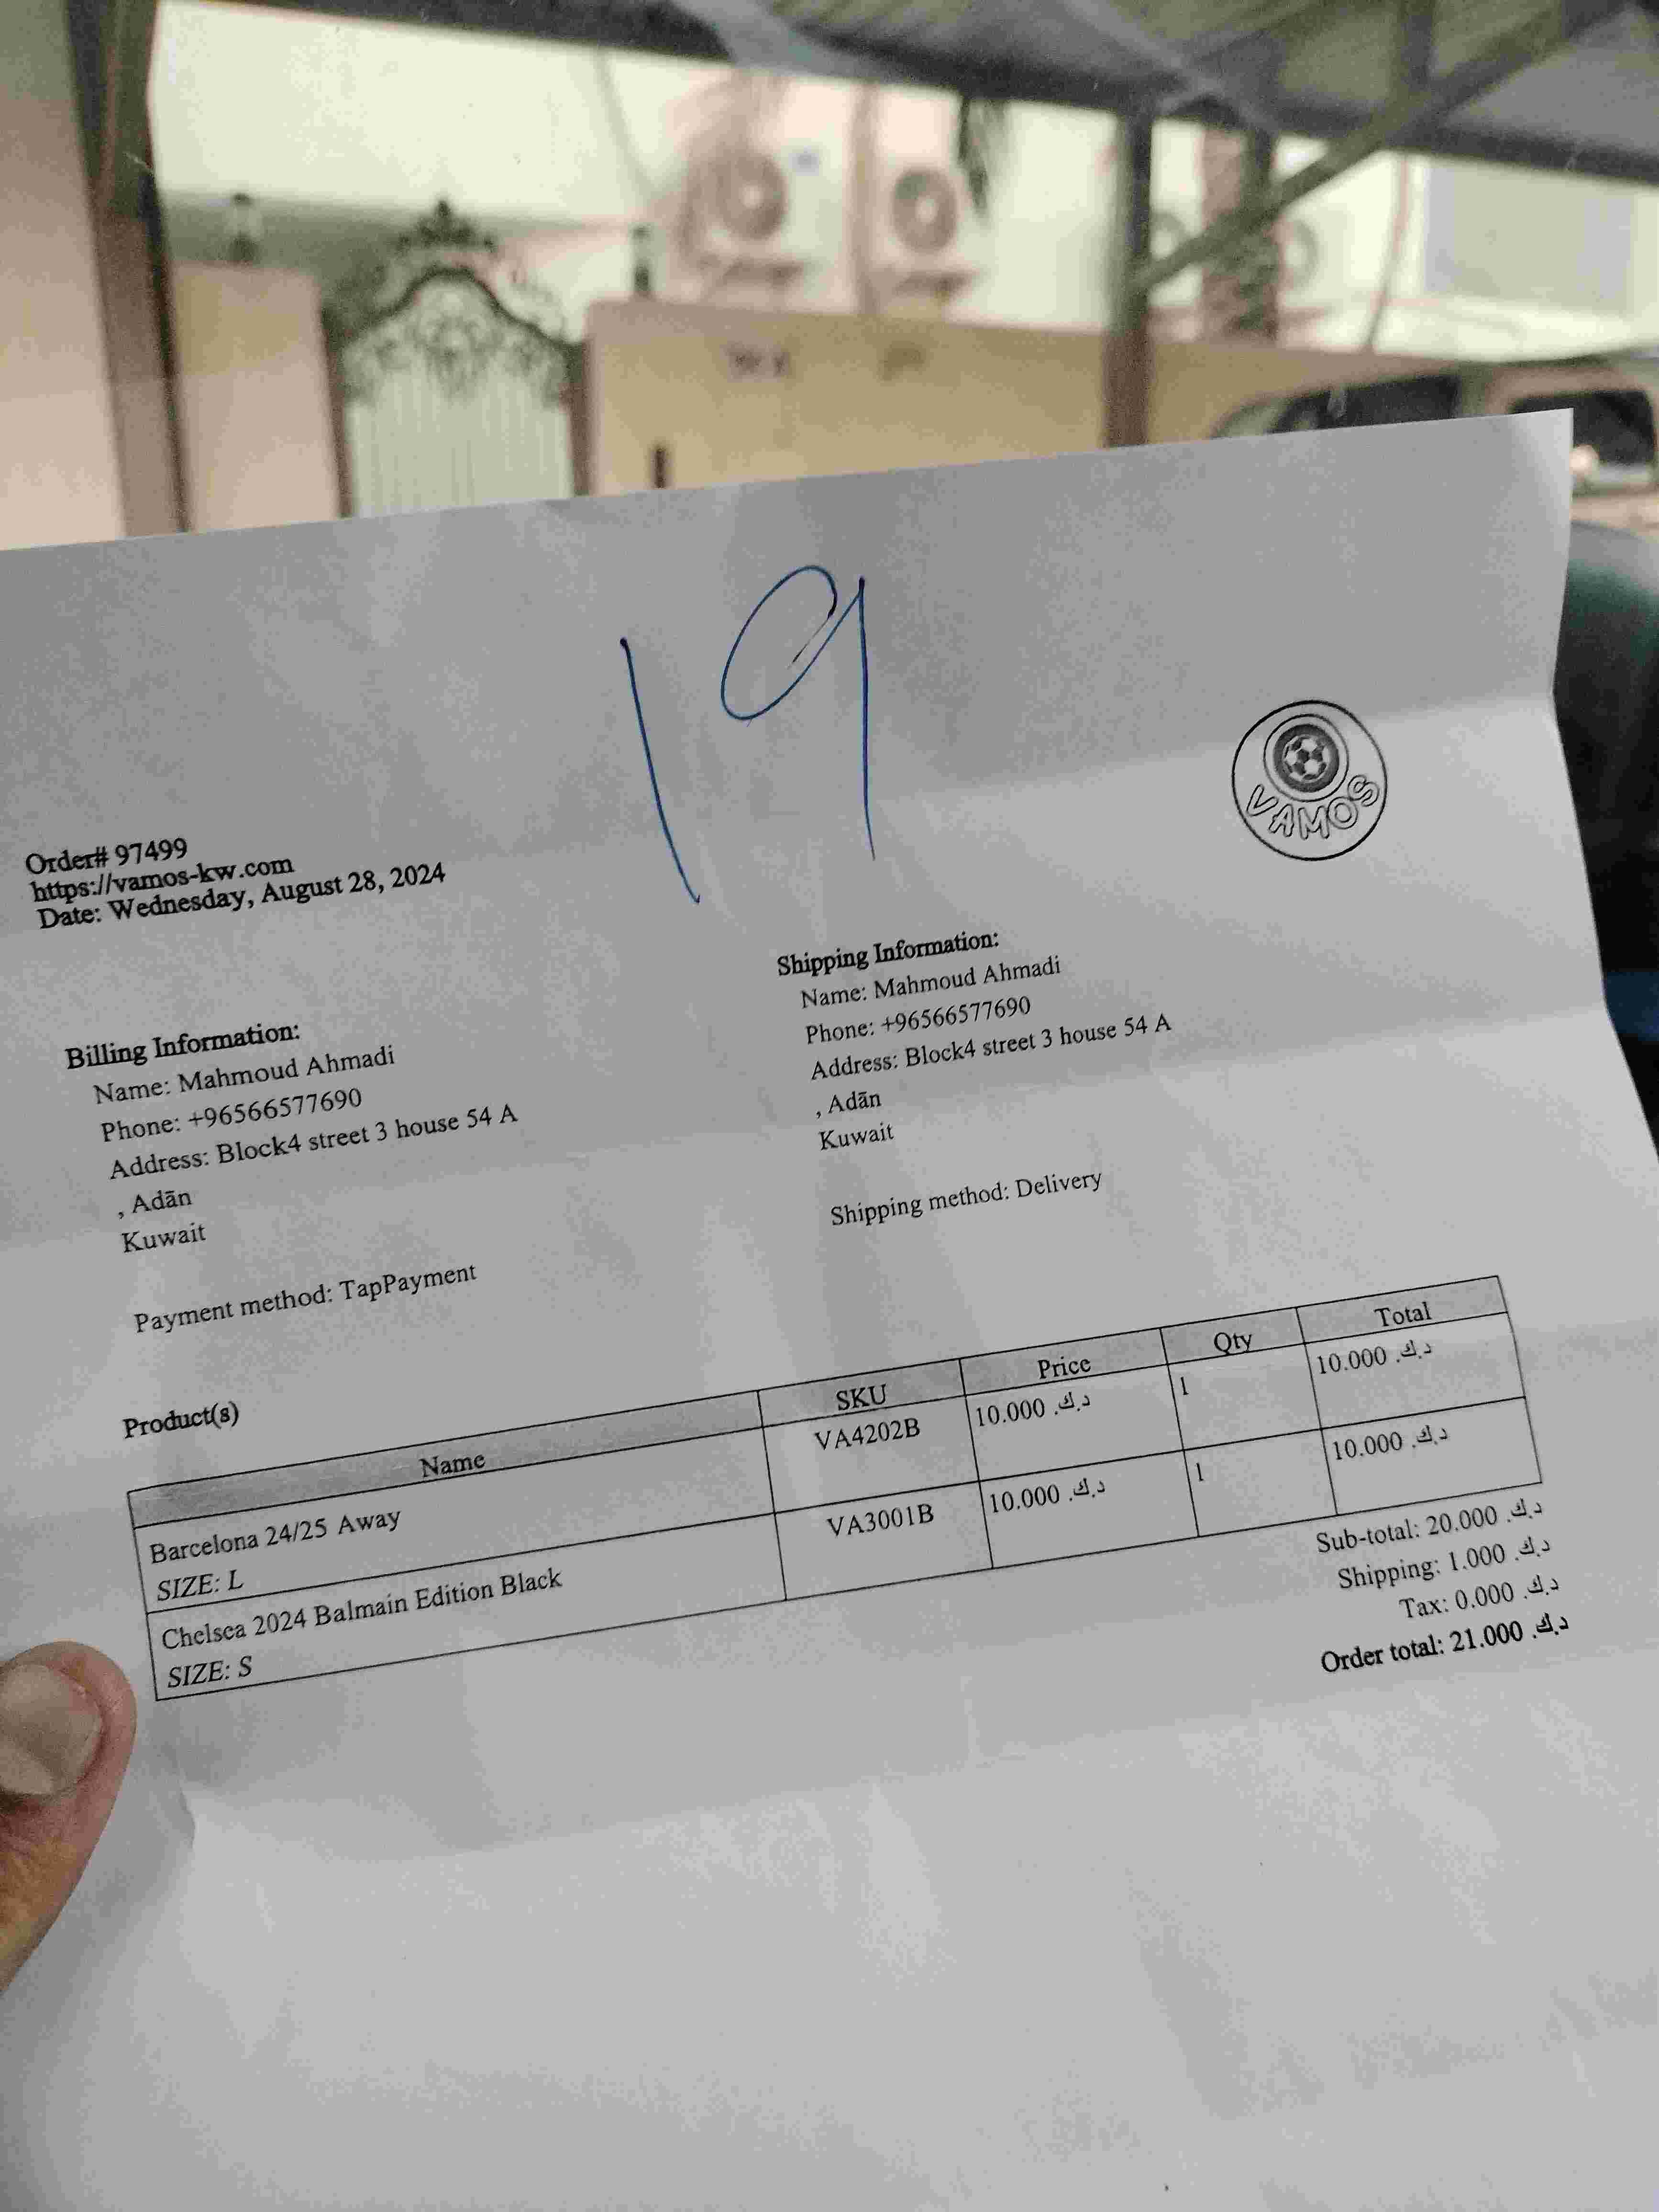 19
VAMOS
Order# 97499
https://vamos-kw.com
Date: Wednesday, August 28, 2024
Billing Information:
Name: Mahmoud Ahmadi
Phone: +96566577690
Address: Block4 street 3 house 54 A
, Adān
Kuwait
Payment method: TapPayment
Shipping Information:
Name: Mahmoud Ahmadi
Phone: +96566577690
Address: Block4 street 3 house 54 A
, Adān
Kuwait
Shipping method: Delivery
Product(s)
Name SKU Price Qty Total
Barcelona 24/25 Away VA4202B 10.000 د.ك. 1 10.000 د.ك.
SIZE: L
Chelsea 2024 Balmain Edition Black VA3001B 10.000 د.ك. 1 10.000 د.ك.
SIZE: S
Sub-total: 20.000 د.ك.
Shipping: 1.000 د.ك.
Tax: 0.000 د.ك.
Order total: 21.000 د.ك.